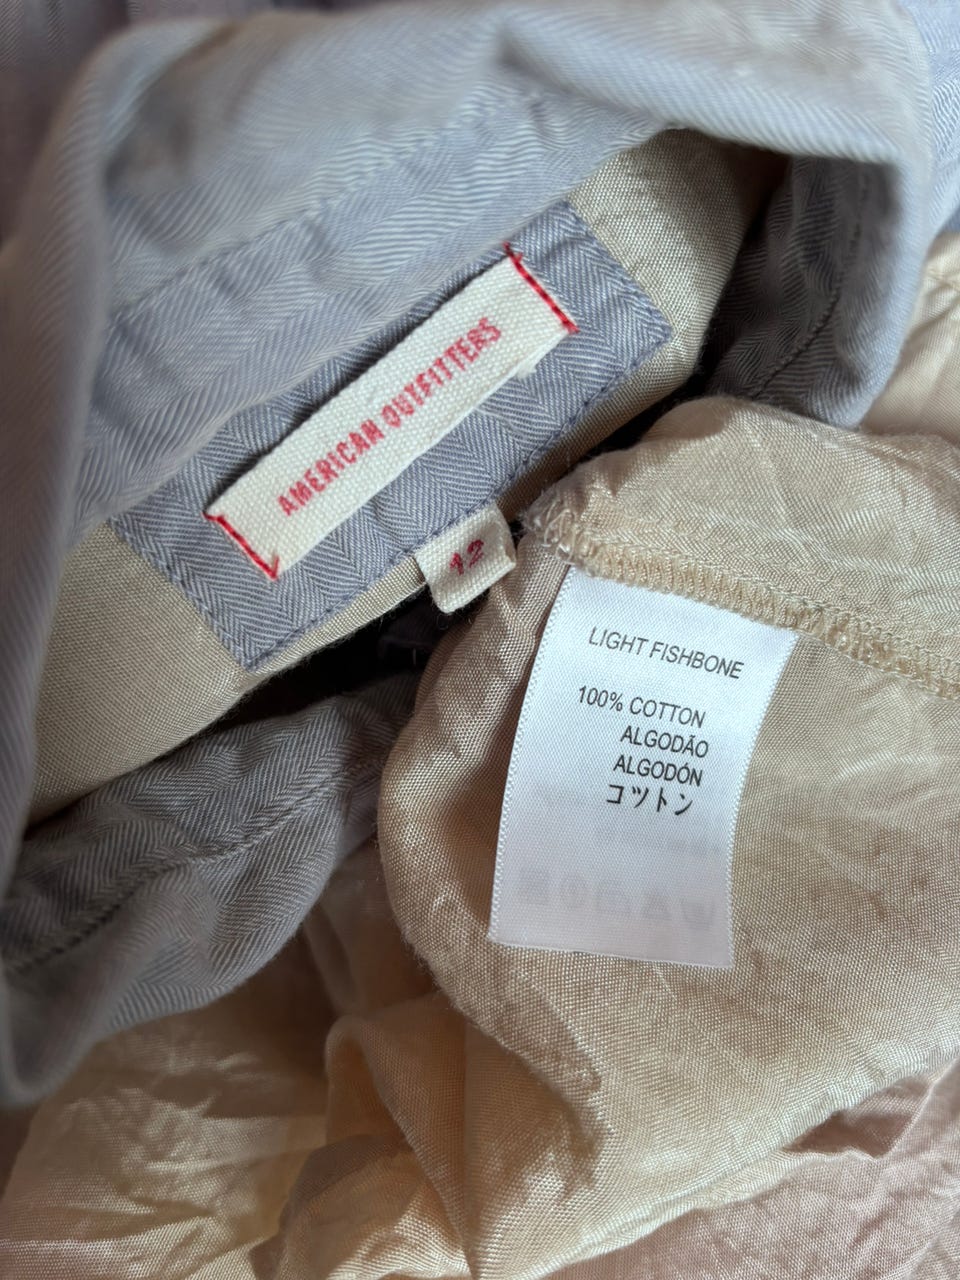 AMERICAN OUTFITTERS
12
LIGHT FISHBONE
100% COTTON
ALGODÃO
ALGODÓN
コットン